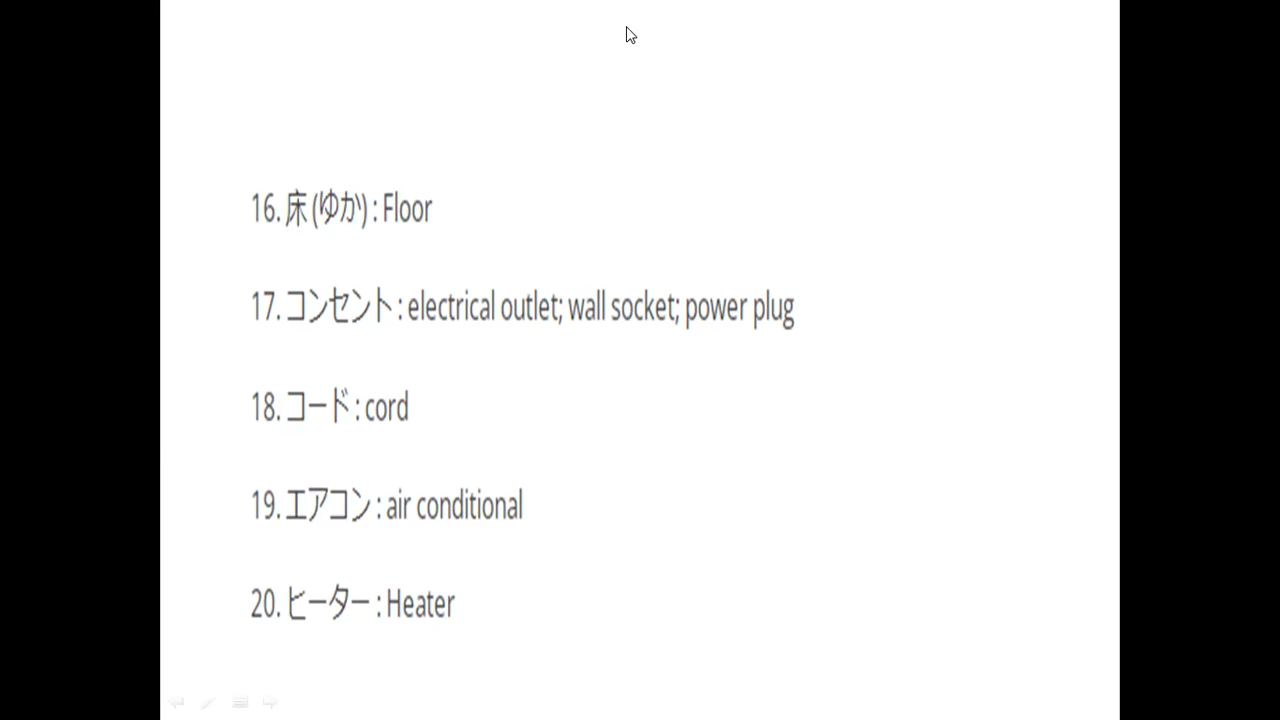 16. 床 (ゆか) : Floor
17. コンセント : electrical outlet; wall socket; power plug
18. コード : cord
19. エアコン : air conditional
20. ヒーター : Heater